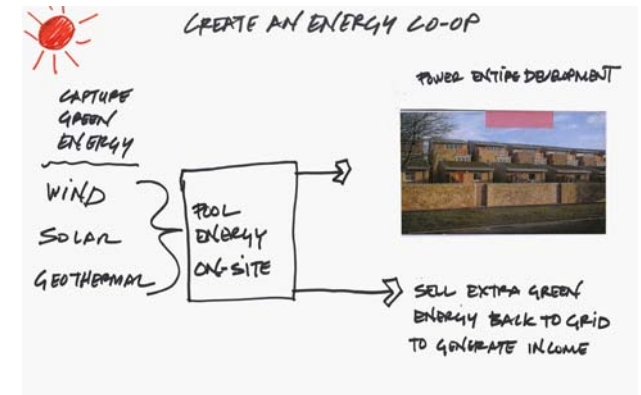 CREATE AN ENERGY CO-OP
CAPTURE
GREEN
ENERGY
WIND
SOLAR
GEOTHERMAL
POOL
ENERGY
ON-SITE
POWER ENTIRE DEVELOPMENT
SELL EXTRA GREEN
ENERGY BACK TO GRID
TO GENERATE INCOME